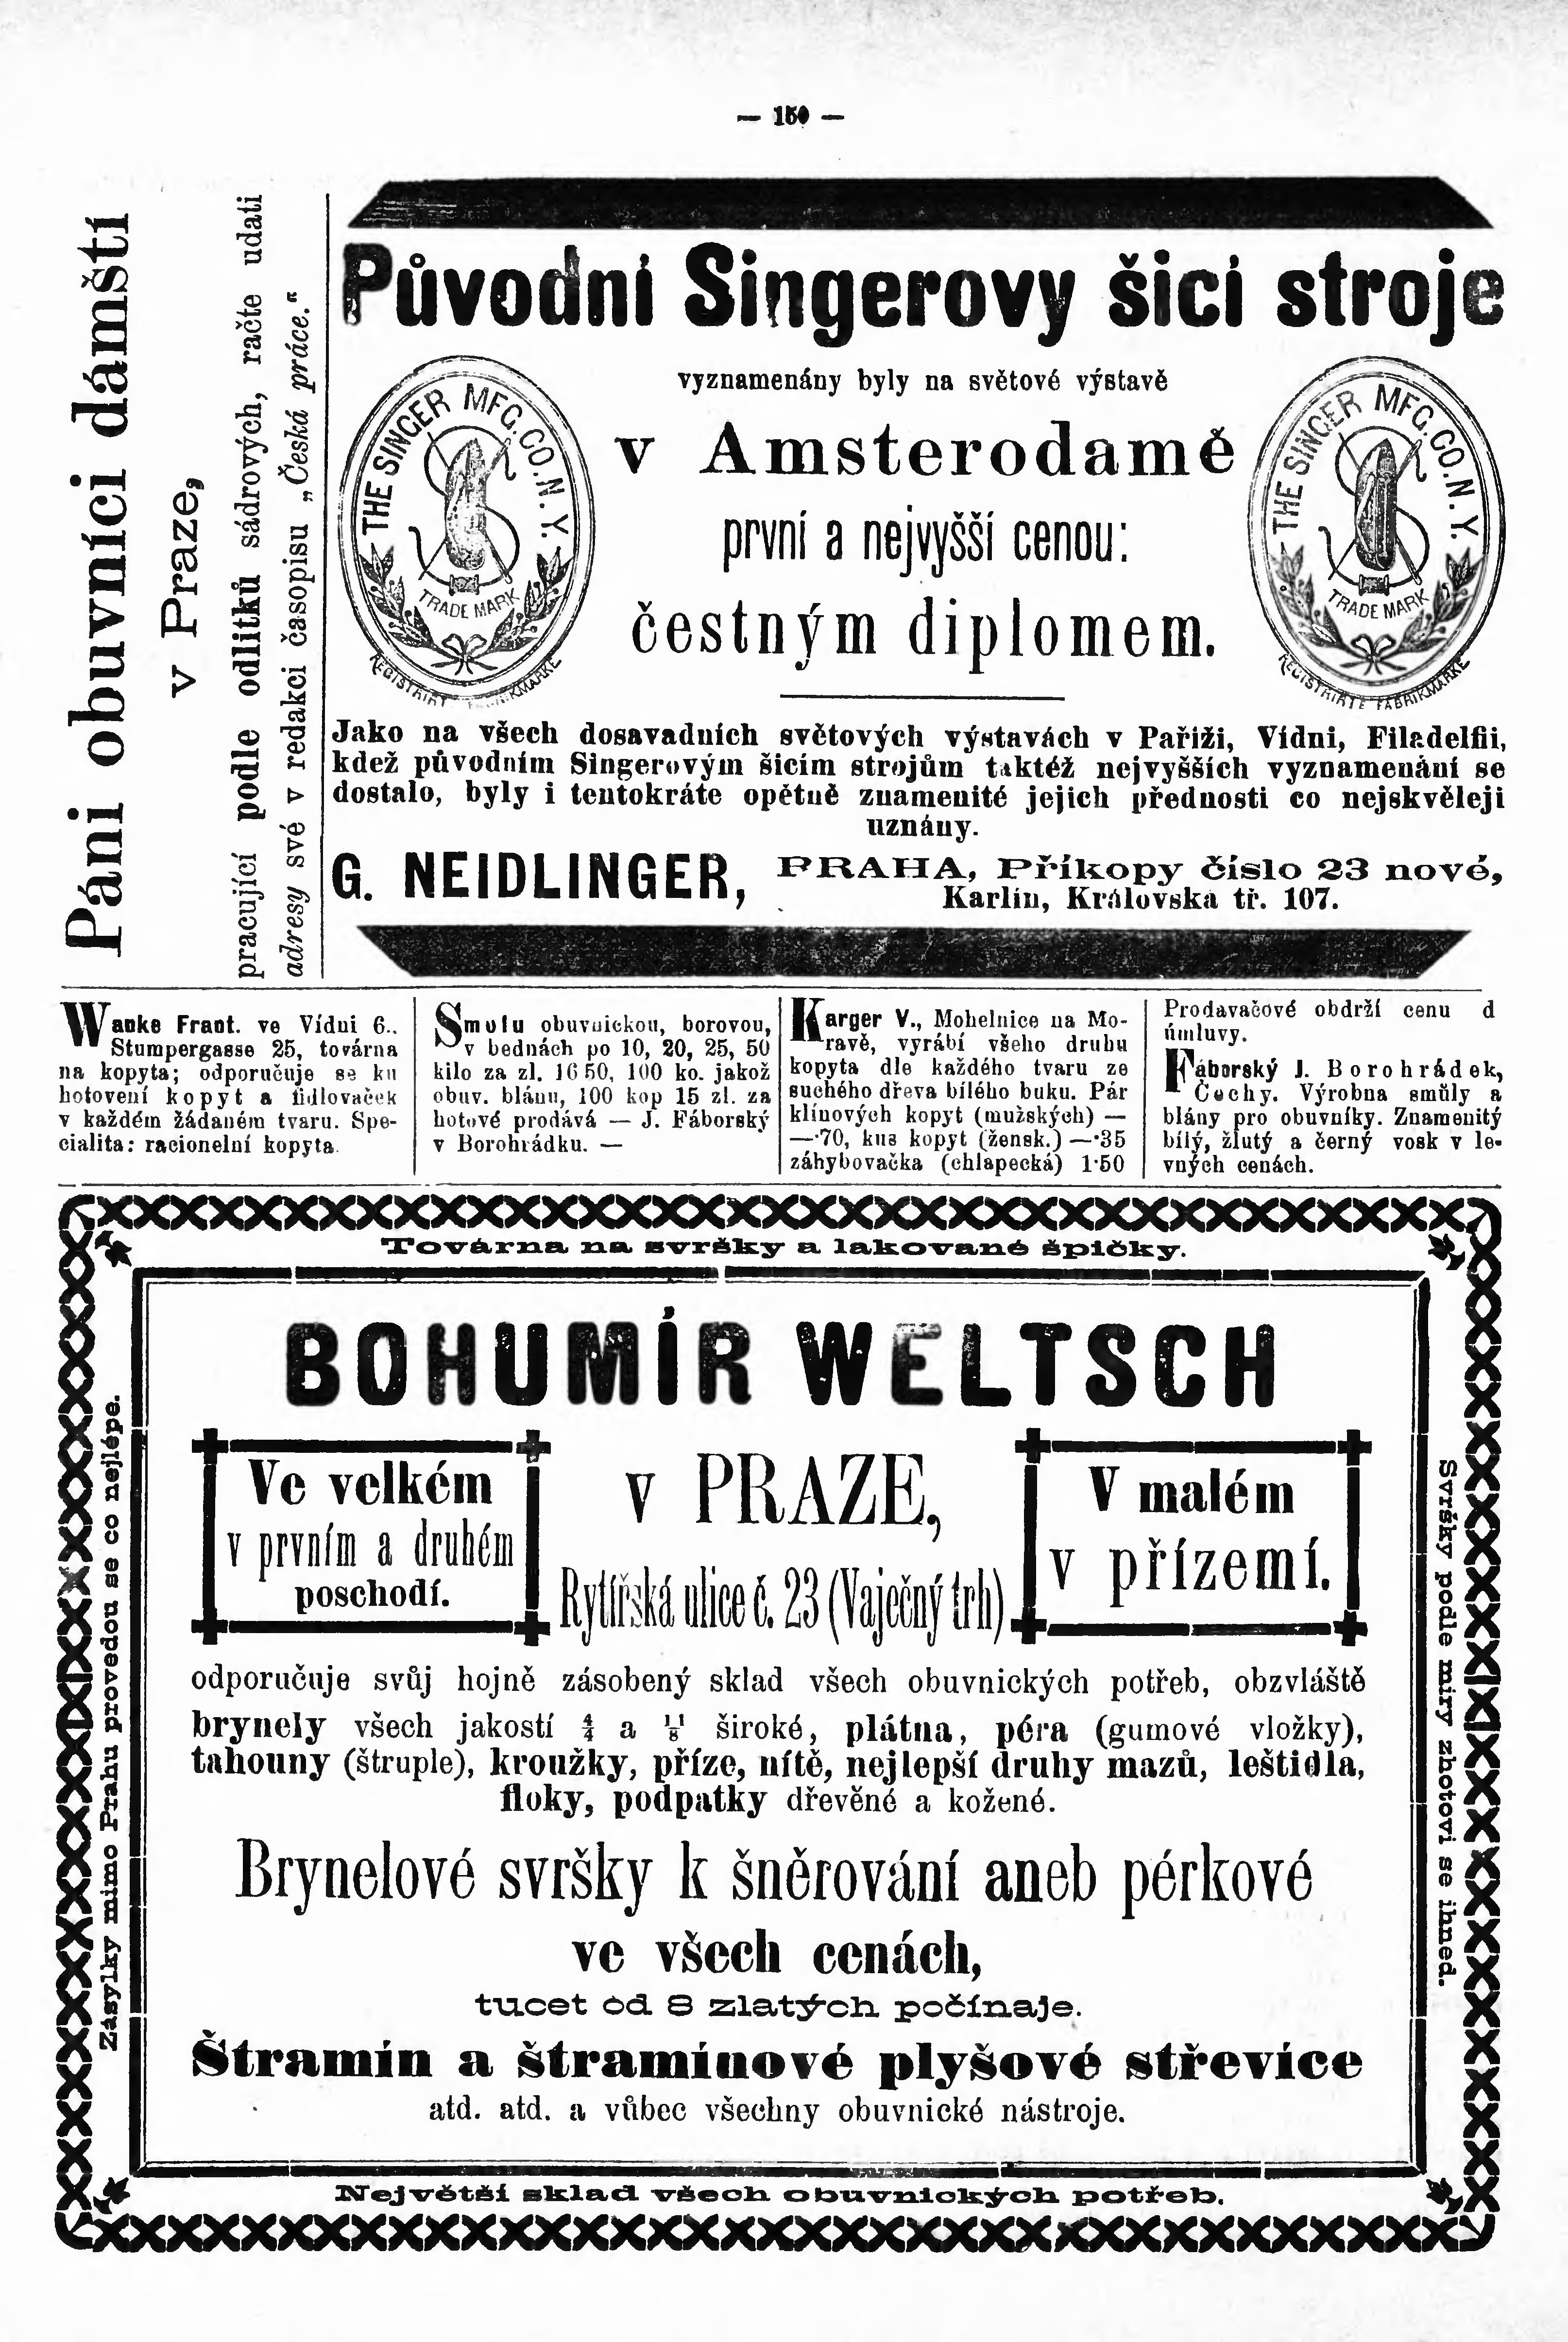 — 150 —
Páni obuvníci dámští
v Praze,
pracující podle odlitků sádrových, račte udati
adresy své v redakci časopisu „Česká práce.“
Původní Singerovy šicí stroje
vyznamenány byly na světové výstavě
v Amsterodamě
první a nejvyšší cenou:
čestným diplomem.
THE SINGER MFG. CO. N. Y.
TRADE MARK
THE SINGER MFG. CO. N. Y.
TRADE MARK
REGISTRIRTE FABRIKMARKE
Jako na všech dosavadních světových výstavách v Paříži, Vídni, Filadelfii,
kdež původním Singerovým šicím strojům taktéž nejvyšších vyznamenání se
dostalo, byly i tentokráte opětně znamenité jejich přednosti co nejskvěleji
uznány.
G. NEIDLINGER,
PRAHA, Příkopy číslo 23 nové,
Karlín, Královská tř. 107.
Wanke Frant. ve Vídni 6.,
Stumpergasse 25, továrna
na kopyta; odporučuje se ku
hotovení kopyt a fidlovaček
v každém žádaném tvaru. Spe-
cialita: racionelní kopyta.
Smolu obuvnickou, borovou,
v bednách po 10, 20, 25, 50
kilo za zl. 16 50, 100 ko. jakož
obuv. blánu, 100 kop 15 zl. za
hotové prodává — J. Fáborský
v Borohrádku. —
Karger V., Mohelnice na Mo-
ravě, vyrábí všeho druhu
kopyta dle každého tvaru ze
suchého dřeva bílého buku. Pár
klínových kopyt (mužských) —
—·70, kus kopyt (žensk.) —·35
záhybovačka (chlapecká) 1·50
Prodavačové obdrží cenu d
úmluvy.
Fáborský J. Borohrádek,
Čechy. Výrobna smůly a
blány pro obuvníky. Znamenitý
bílý, žlutý a černý vosk v le-
vných cenách.
Továrna na svršky a lakované špičky.
Zásylky mimo Prahu provedou se co nejlépe.
BOHUMÍR WELTSCH
Ve velkém
v prvním a druhém
poschodí.
v PRAZE,
Rytířská ulice č. 23 (Vaječný trh)
V malém
v přízemí.
odporučuje svůj hojně zásobený sklad všech obuvnických potřeb, obzvláště
brynely všech jakostí 4/4 a 11/8 široké, plátna, péra (gumové vložky),
tahouny (štruple), kroužky, příze, nítě, nejlepší druhy mazů, leštidla,
floky, podpatky dřevěné a kožené.
Brynelové svršky k šněrování aneb pérkové
ve všech cenách,
tucet od 8 zlatých počínaje.
Štramín a štramínové plyšové střevíce
atd. atd. a vůbec všechny obuvnické nástroje.
Svršky podle míry zhotoví se ihned.
Největší sklad všech obuvnických potřeb.